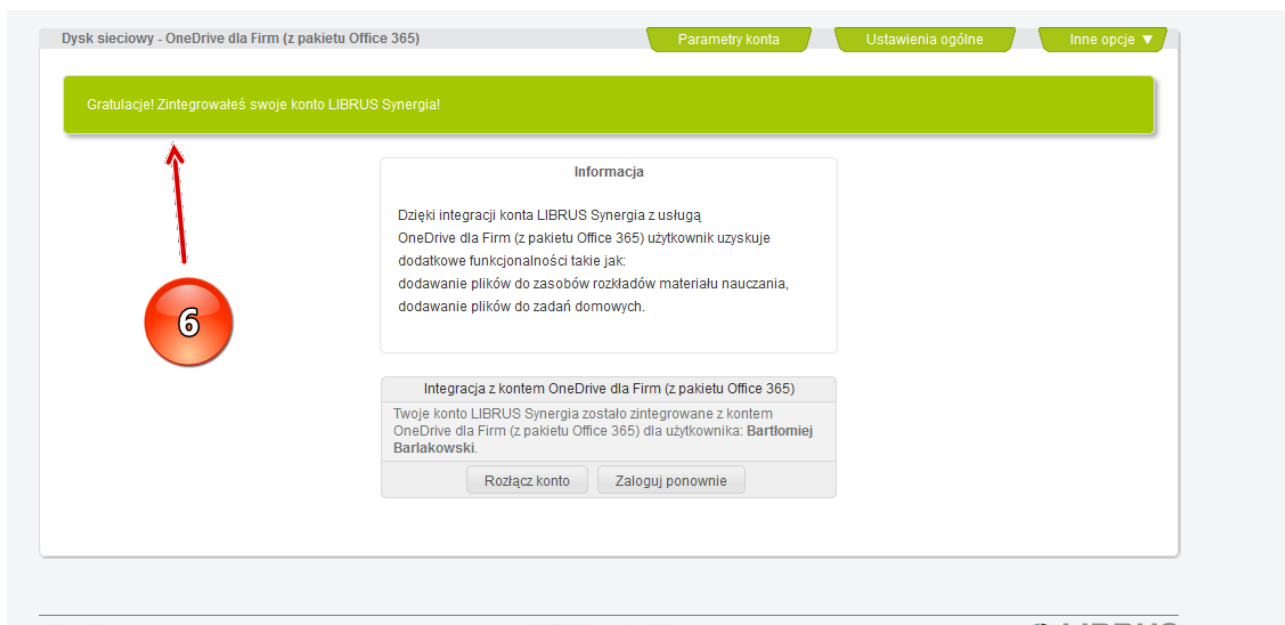 Dysk sieciowy - OneDrive dla Firm (z pakietu Office 365)
Parametry konta
Ustawienia ogólne
Inne opcje ▼
Gratulacje! Zintegrowałeś swoje konto LIBRUS Synergia!
Informacja
Dzięki integracji konta LIBRUS Synergia z usługą
OneDrive dla Firm (z pakietu Office 365) użytkownik uzyskuje
dodatkowe funkcjonalności takie jak:
dodawanie plików do zasobów rozkładów materiału nauczania,
dodawanie plików do zadań domowych.
6
Integracja z kontem OneDrive dla Firm (z pakietu Office 365)
Twoje konto LIBRUS Synergia zostało zintegrowane z kontem
OneDrive dla Firm (z pakietu Office 365) dla użytkownika: Bartłomiej
Barlakowski.
Rozłącz konto
Zaloguj ponownie
LIBRUS